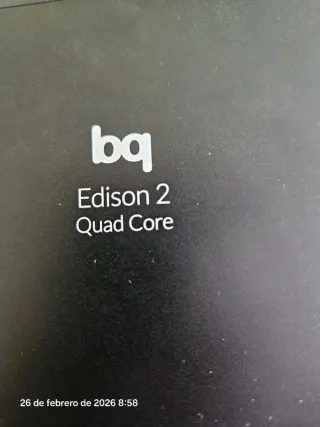 bq
Edison 2
Quad Core
26 de febrero de 2026 8:58